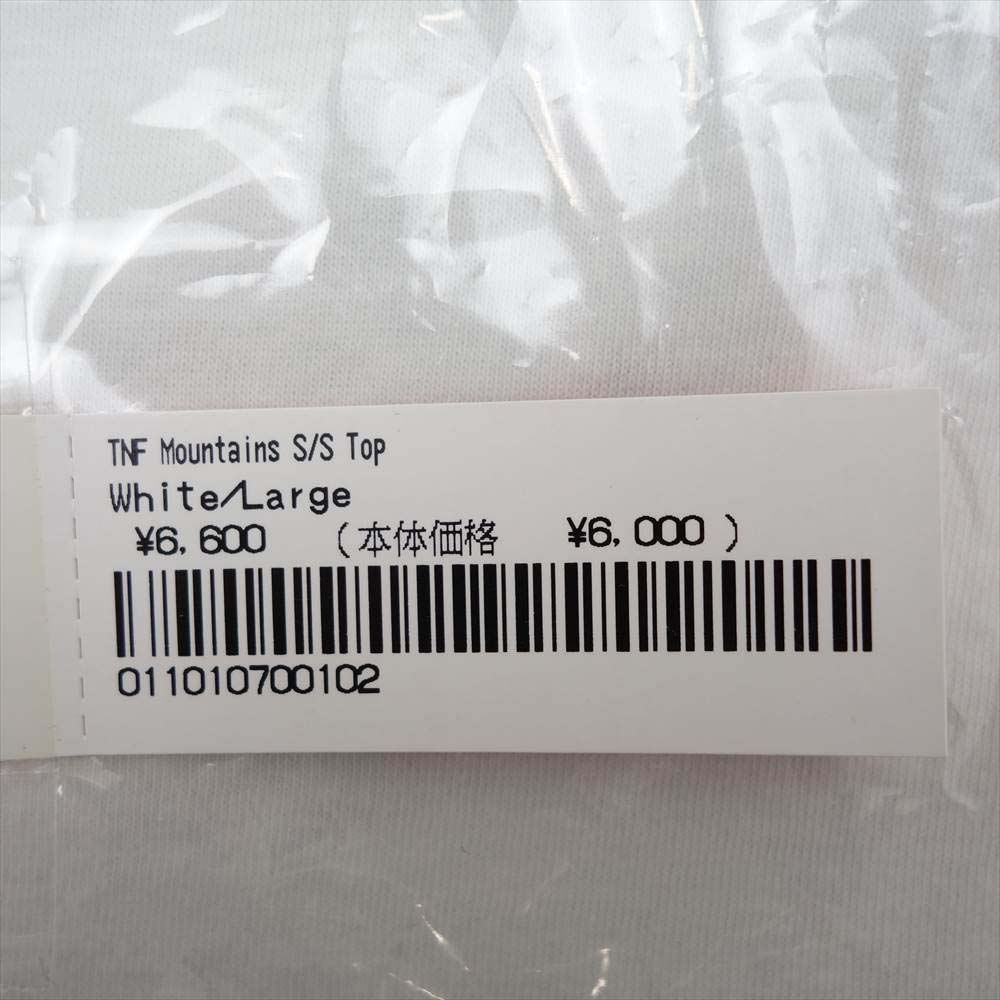 TNF Mountains S/S Top
White/Large
¥6,600 (本体価格 ¥6,000 )
011010700102